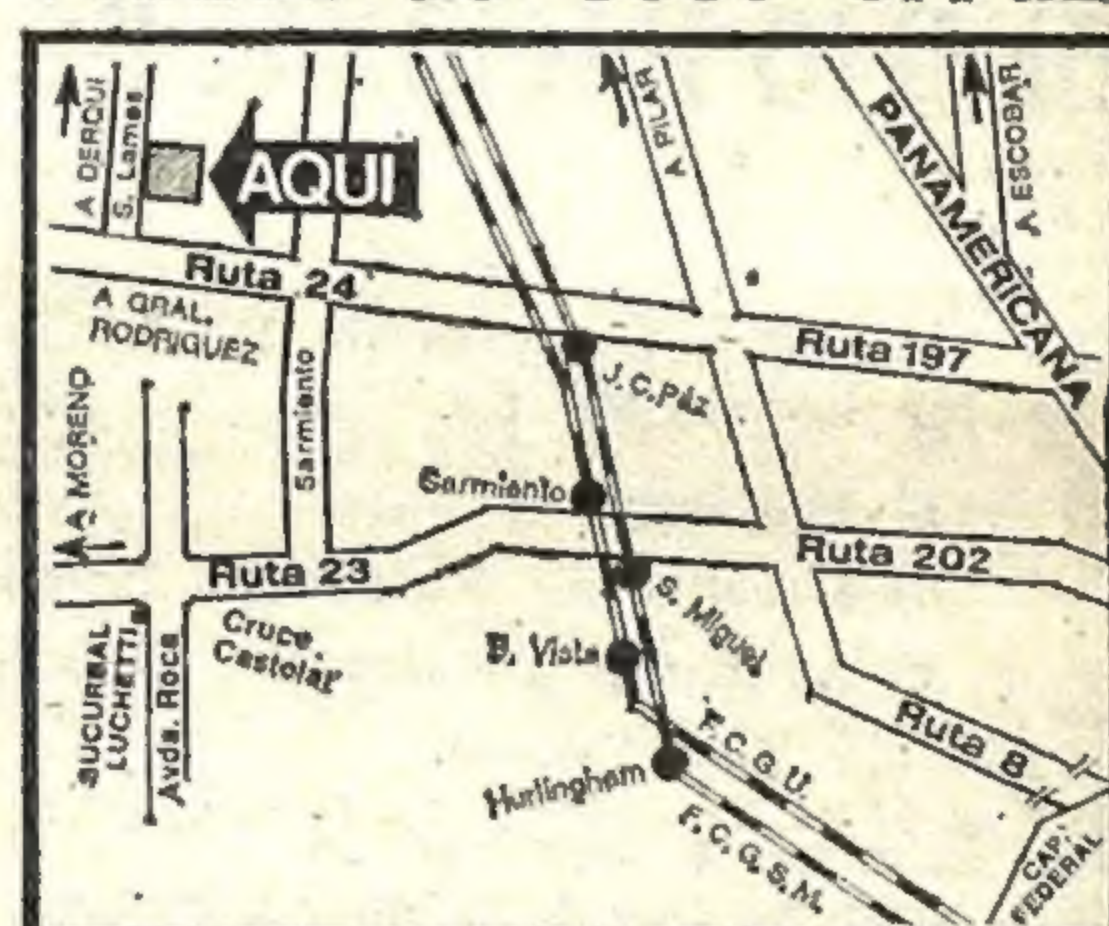 A DERQUI
S. Lames
AQUI
A PILAR
PANAMERICANA
A ESCOBAR
Ruta 24
A GRAL.
RODRIGUEZ
Ruta 197
J. C. Páz
A MORENO
Sarmiento
Sarmiento
Ruta 23
Ruta 202
Cruce.
Castelar
S. Miguel
B. Vista
SUCURSAL
LUCHETTI
Avda. Roca
Ruta 8
F. C. G. U.
Hurlingham
F. C. G. S. M.
CAP.
FEDERAL